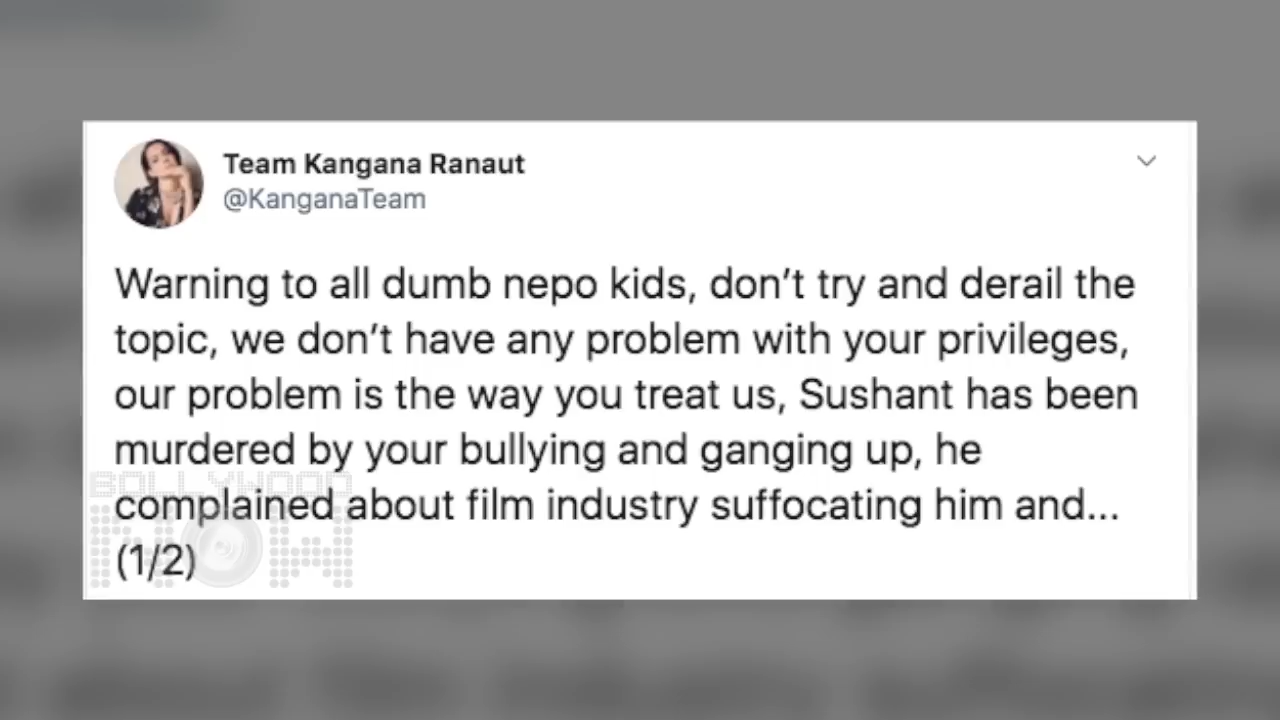 Team Kangana Ranaut
@KanganaTeam
Warning to all dumb nepo kids, don’t try and derail the
topic, we don’t have any problem with your privileges,
our problem is the way you treat us, Sushant has been
murdered by your bullying and ganging up, he
complained about film industry suffocating him and...
(1/2)
BOLLYWOOD
NOW